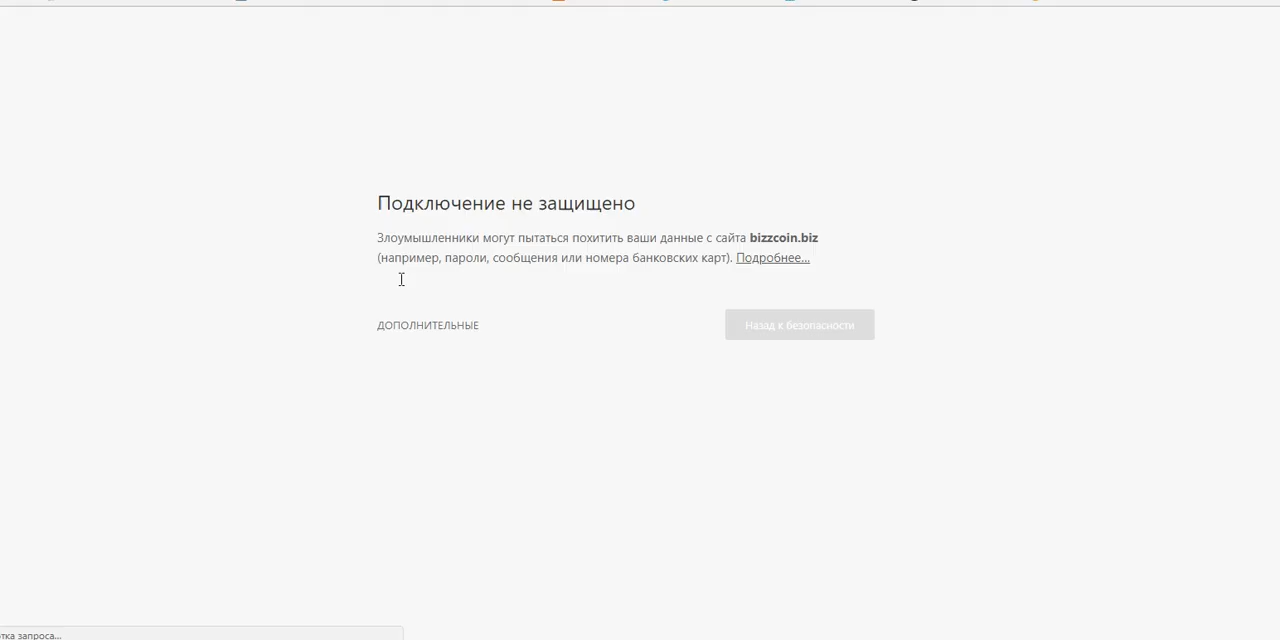 Подключение не защищено
Злоумышленники могут пытаться похитить ваши данные с сайта bizzcoin.biz
(например, пароли, сообщения или номера банковских карт). Подробнее...
ДОПОЛНИТЕЛЬНЫЕ
Назад к безопасности
запроса...